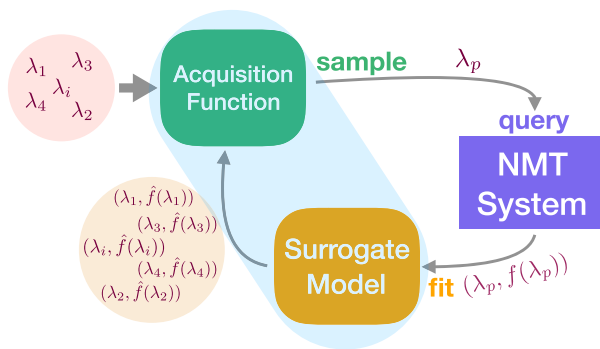 λ₁ λ₃
λᵢ
λ₄ λ₂
Acquisition
Function
sample
λₚ
query
NMT
System
(λ₁, f̂(λ₁))
(λ₃, f̂(λ₃))
(λᵢ, f̂(λᵢ))
(λ₄, f̂(λ₄))
(λ₂, f̂(λ₂))
Surrogate
Model
fit (λₚ, f(λₚ))